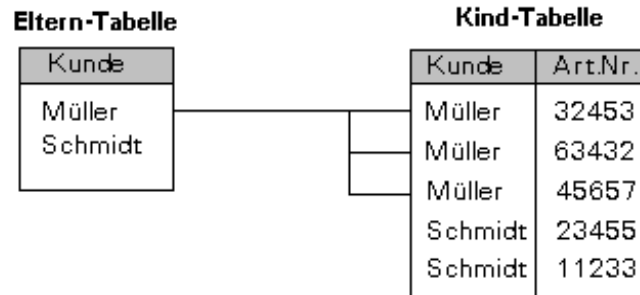 Eltern-Tabelle
Kunde
Müller
Schmidt
Kind-Tabelle
Kunde Art.Nr.
Müller 32453
Müller 63432
Müller 45657
Schmidt 23455
Schmidt 11233